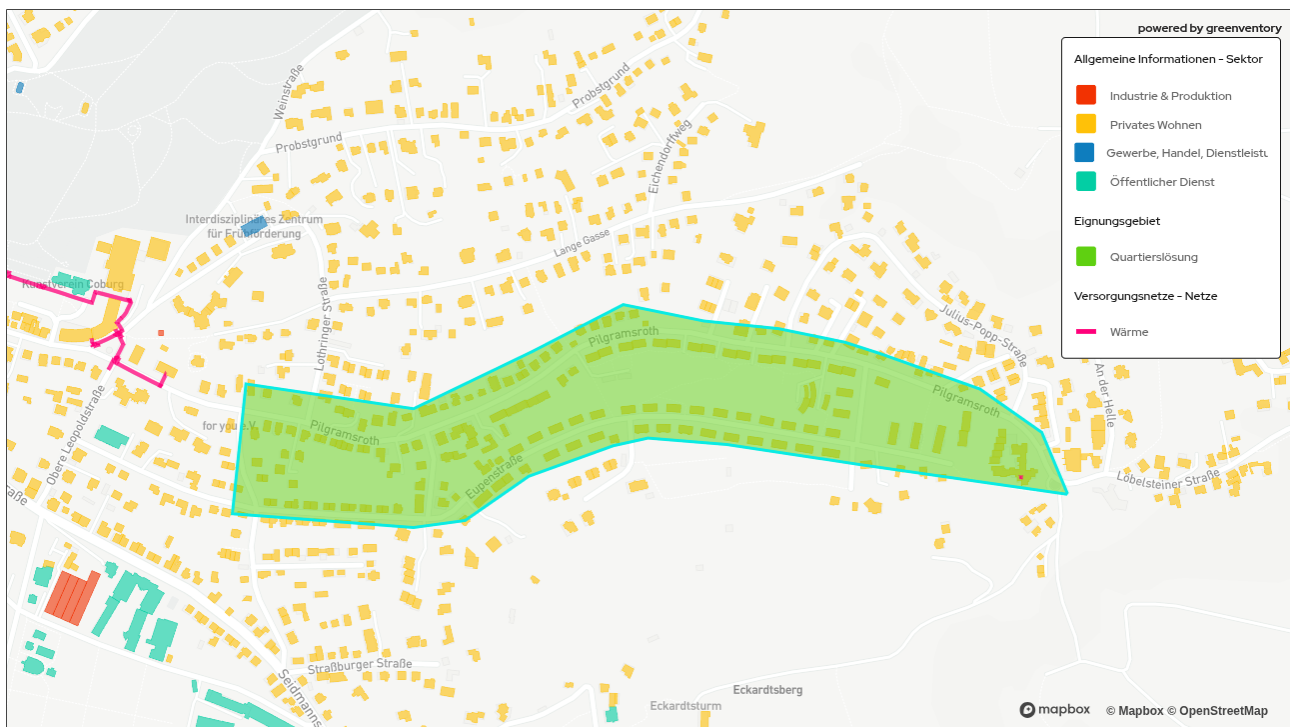 powered by greenventory
Allgemeine Informationen - Sektor
Industrie & Produktion
Privates Wohnen
Gewerbe, Handel, Dienstleistu
Öffentlicher Dienst
Eignungsgebiet
Quartierslösung
Versorgungsnetze - Netze
Wärme
Weinstraße
Probstgrund
Probstgrund
Eichendorffweg
Interdisziplinäres Zentrum
für Frühförderung
Lange Gasse
Kunstverein Coburg
Lothringer Straße
Julius-Popp-Straße
Pilgramsroth
An der Helle
Pilgramsroth
for you e.V.
Pilgramsroth
Obere Leopoldstraße
Eupenstraße
Löbelsteiner Straße
raße
Straßburger Straße
Seidmanns
Eckardtsberg
Eckardtsturm
mapbox
© Mapbox © OpenStreetMap